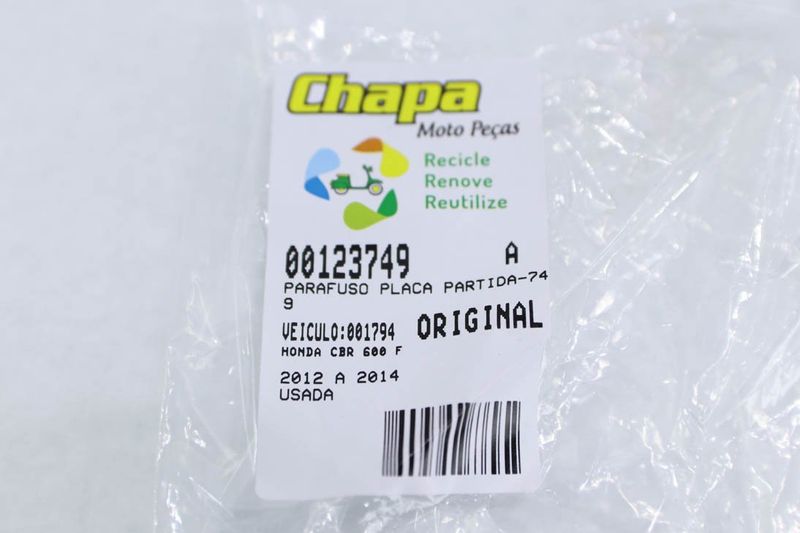 Chapa
Moto Peças
Recicle
Renove
Reutilize
00123749 A
PARAFUSO PLACA PARTIDA-74
9
VEICULO:001794 ORIGINAL
HONDA CBR 600 F
2012 A 2014
USADA